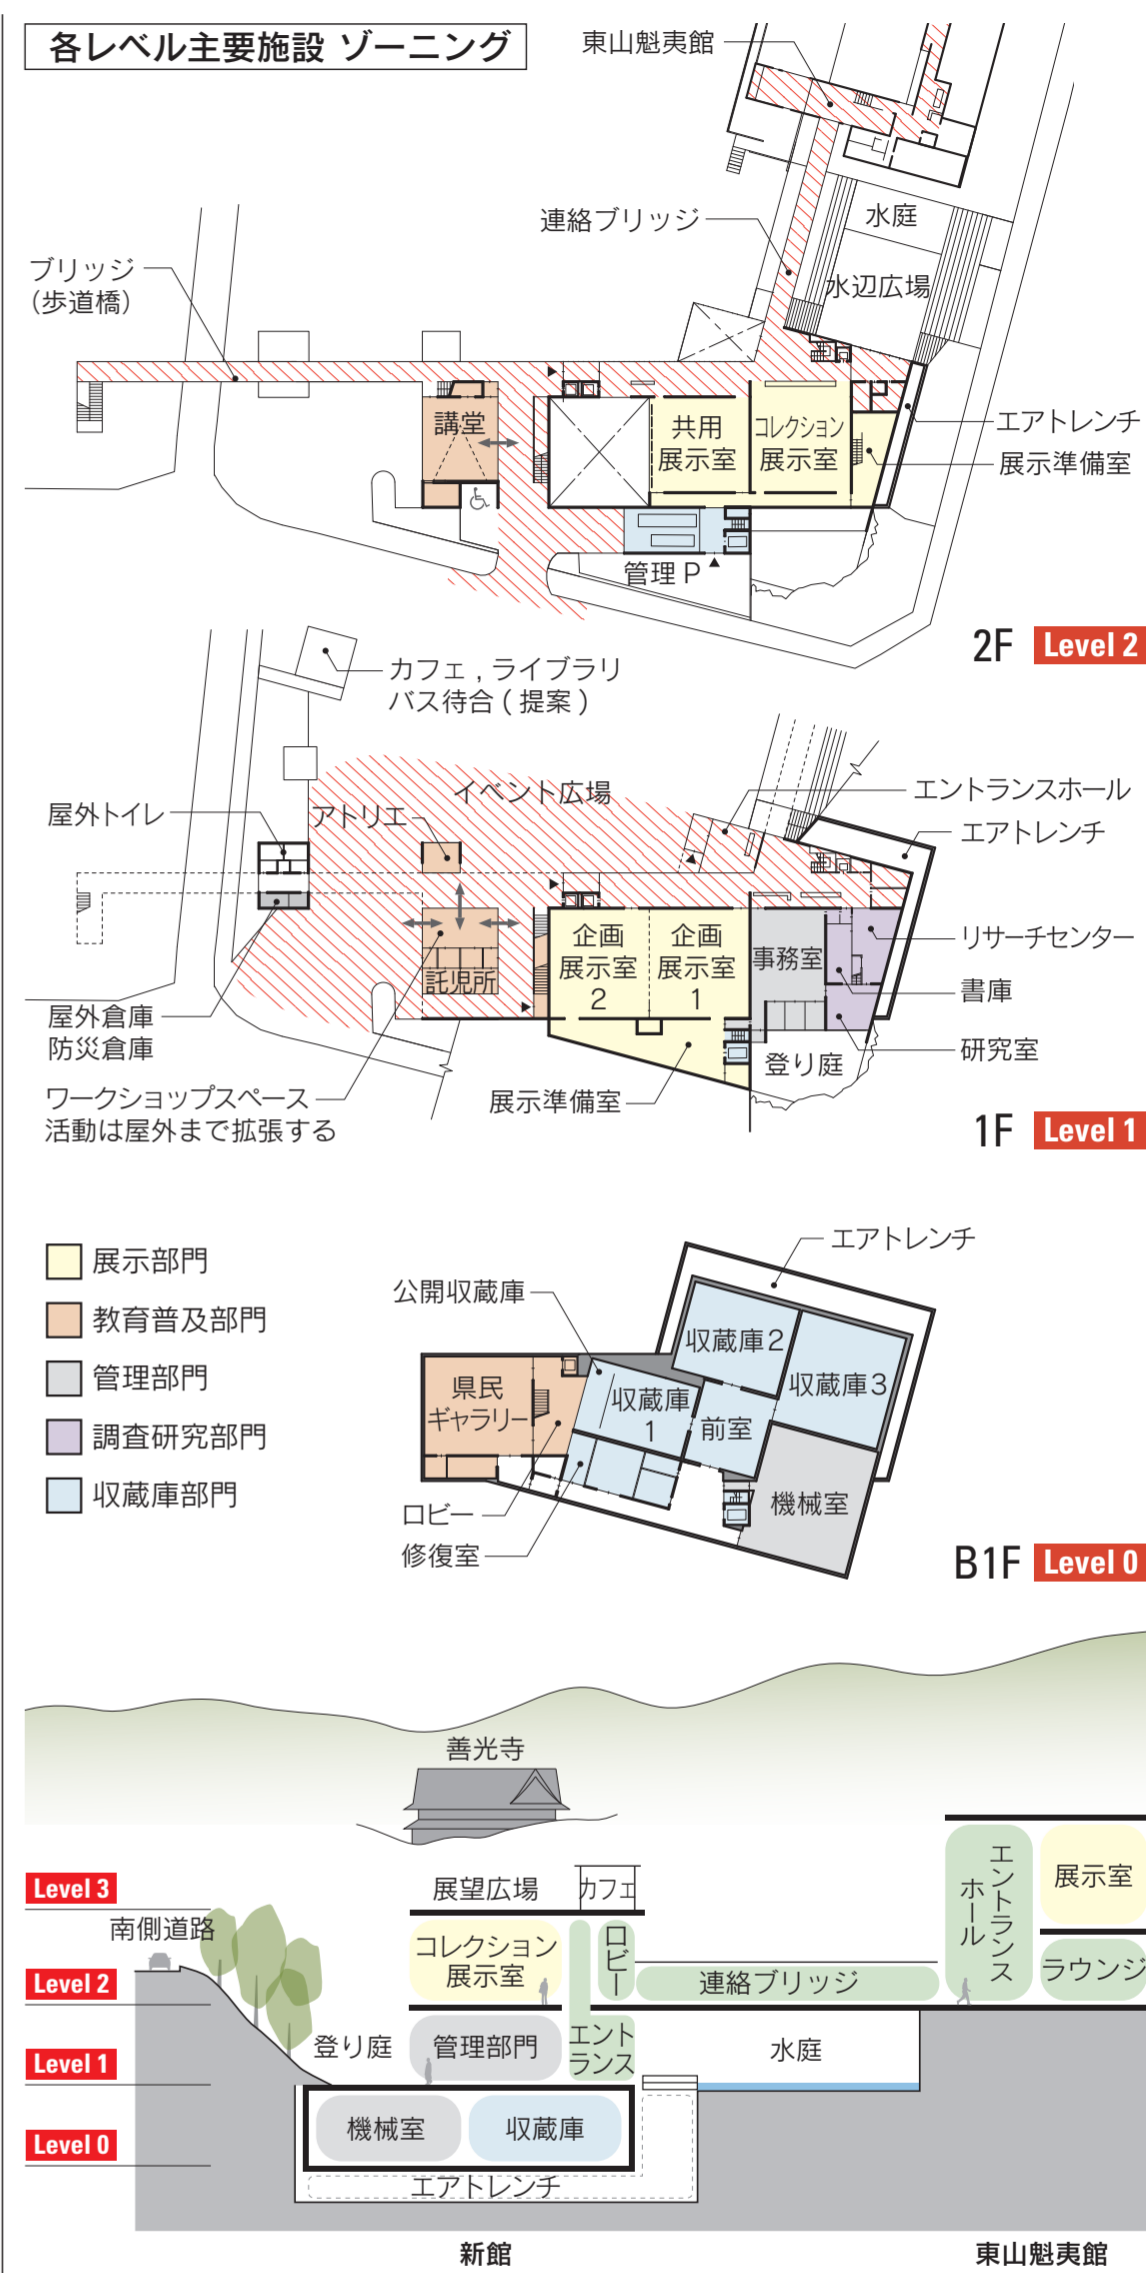 各レベル主要施設 ゾーニング
東山魁夷館
連絡ブリッジ
水庭
水辺広場
ブリッジ
(歩道橋)
講堂
共用
展示室
コレクション
展示室
エアトレンチ
展示準備室
管理 P
2F Level 2
カフェ , ライブラリ
バス待合 ( 提案 )
イベント広場
エントランスホール
屋外トイレ
アトリエ
エアトレンチ
企画
展示室
2
企画
展示室
1
事務室
リサーチセンター
託児所
書庫
屋外倉庫
防災倉庫
研究室
登り庭
ワークショップスペース
活動は屋外まで拡張する
展示準備室
1F Level 1
展示部門
教育普及部門
管理部門
調査研究部門
収蔵庫部門
エアトレンチ
公開収蔵庫
収蔵庫2
収蔵庫3
県民
ギャラリー
収蔵庫
1
前室
機械室
ロビー
修復室
B1F Level 0
善光寺
Level 3
展望広場
カフェ
エントランス
ホール
展示室
南側道路
コレクション
展示室
ロビー
Level 2
連絡ブリッジ
ラウンジ
登り庭
管理部門
エント
ランス
水庭
Level 1
機械室
収蔵庫
Level 0
エアトレンチ
新館
東山魁夷館